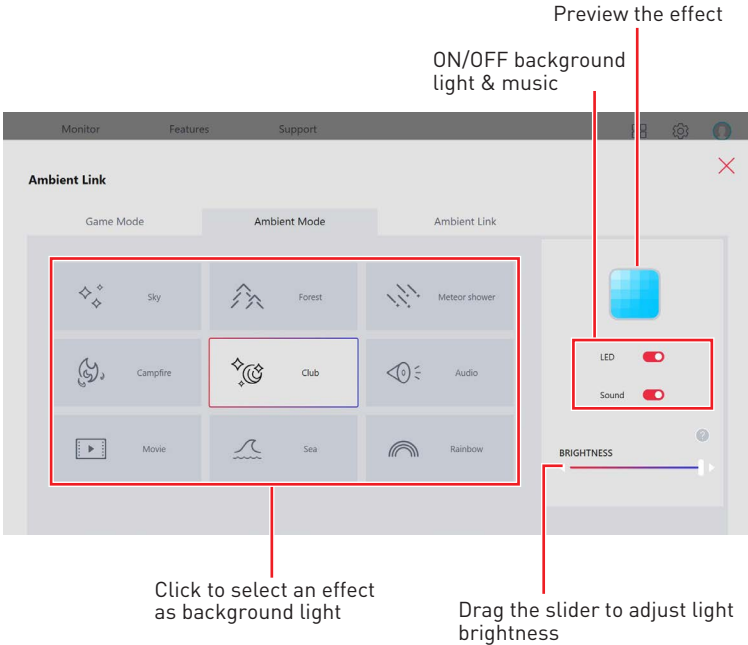 Preview the effect
ON/OFF background
light & music
Monitor Features Support
Ambient Link
Game Mode Ambient Mode Ambient Link
Sky Forest Meteor shower
Campfire Club Audio
Movie Sea Rainbow
LED
Sound
?
BRIGHTNESS
Click to select an effect
as background light
Drag the slider to adjust light
brightness